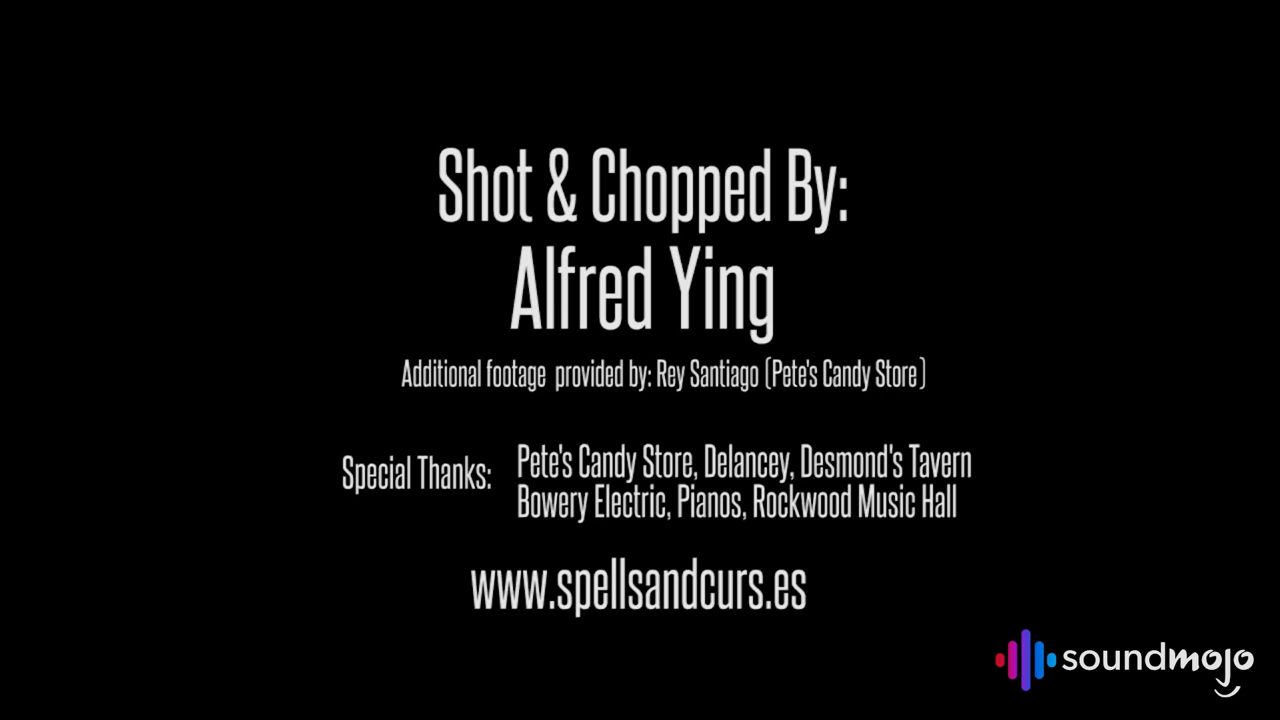 Shot & Chopped By:
Alfred Ying
Additional footage provided by: Rey Santiago (Pete's Candy Store)
Special Thanks:
Pete's Candy Store, Delancey, Desmond's Tavern
Bowery Electric, Pianos, Rockwood Music Hall
www.spellsandcurs.es
soundmojo